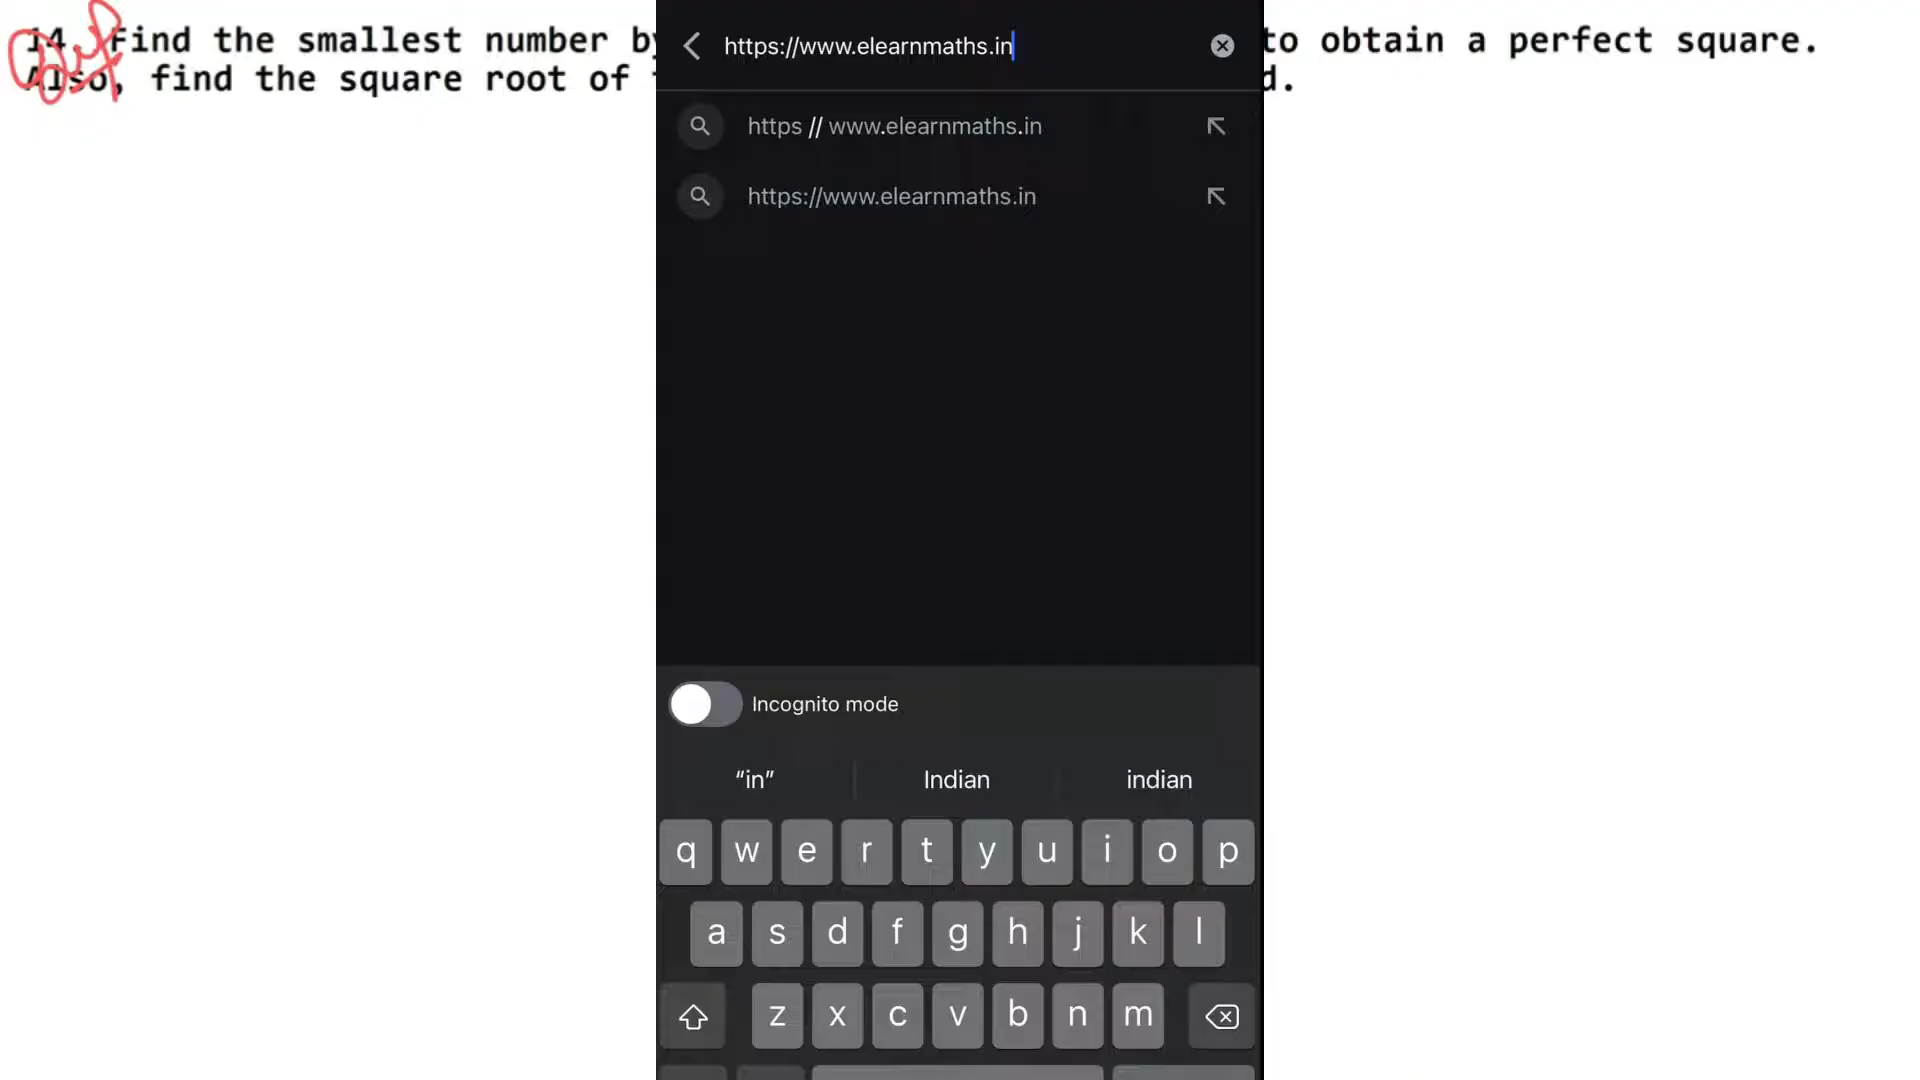 14. Find the smallest number by to obtain a perfect square.
Also, find the square root of d.
https://www.elearnmaths.in
https // www.elearnmaths.in
https://www.elearnmaths.in
Incognito mode
“in” Indian indian
q w e r t y u i o p
a s d f g h j k l
z x c v b n m